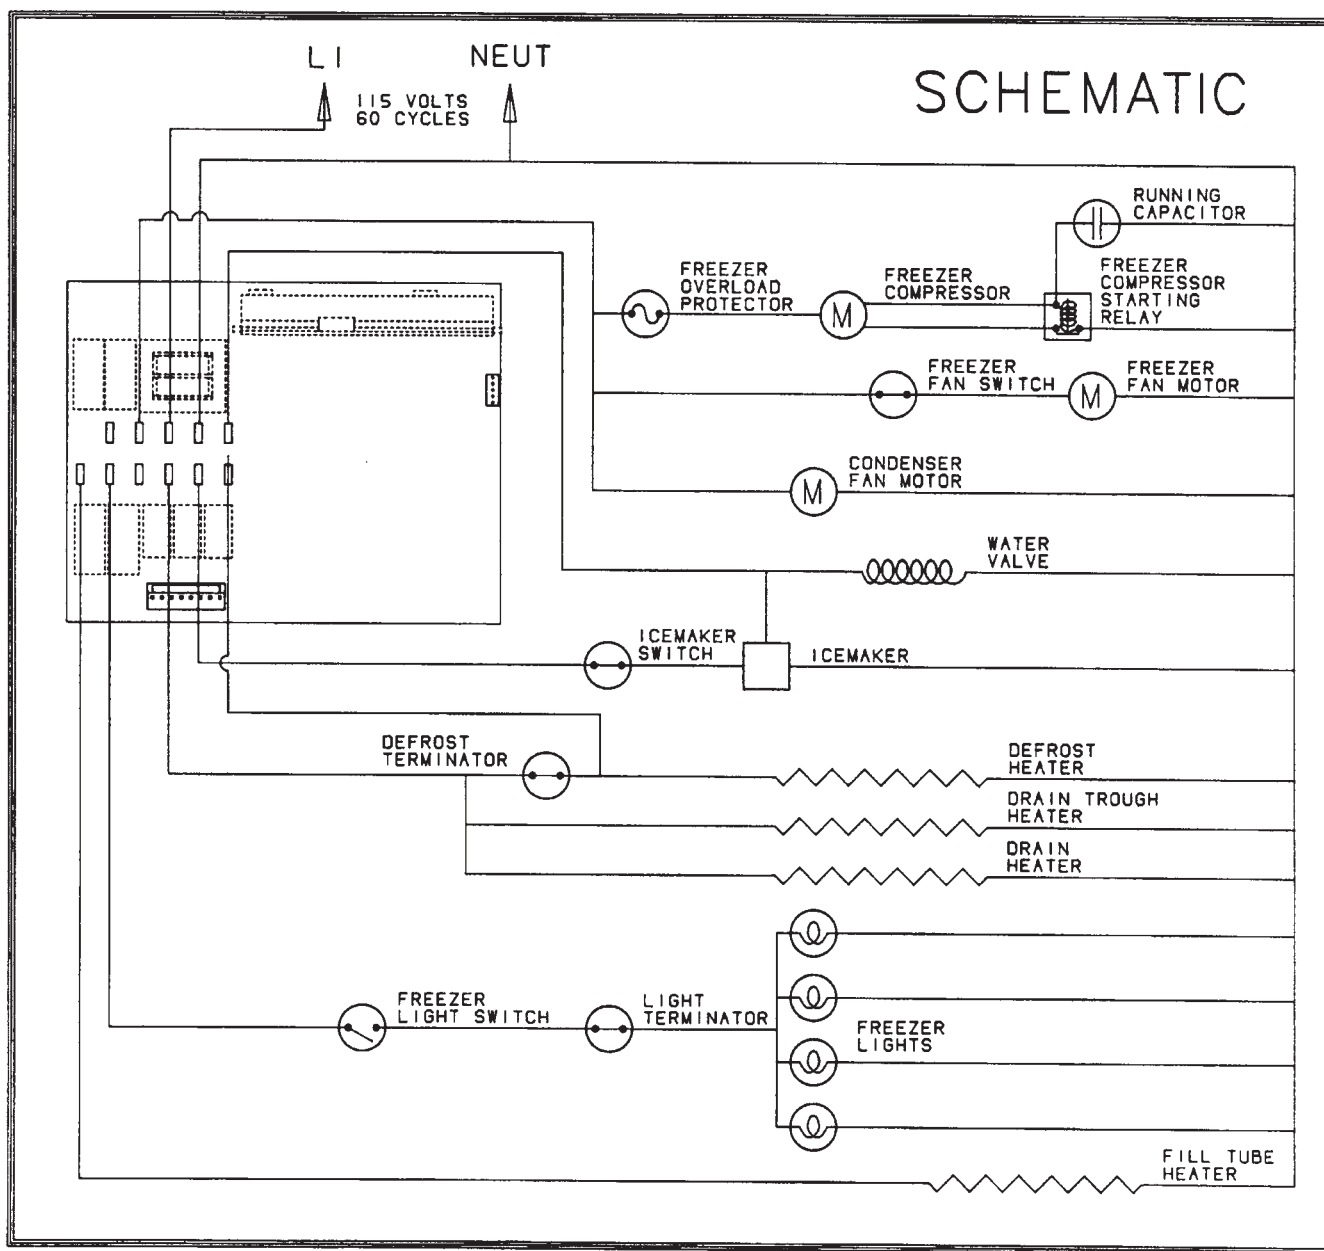 L1
NEUT
115 VOLTS
60 CYCLES
SCHEMATIC
RUNNING
CAPACITOR
FREEZER
OVERLOAD
PROTECTOR
FREEZER
COMPRESSOR
FREEZER
COMPRESSOR
STARTING
RELAY
M
FREEZER
FAN SWITCH
FREEZER
FAN MOTOR
M
CONDENSER
FAN MOTOR
M
WATER
VALVE
ICEMAKER
SWITCH
ICEMAKER
DEFROST
TERMINATOR
DEFROST
HEATER
DRAIN TROUGH
HEATER
DRAIN
HEATER
FREEZER
LIGHT SWITCH
LIGHT
TERMINATOR
FREEZER
LIGHTS
FILL TUBE
HEATER